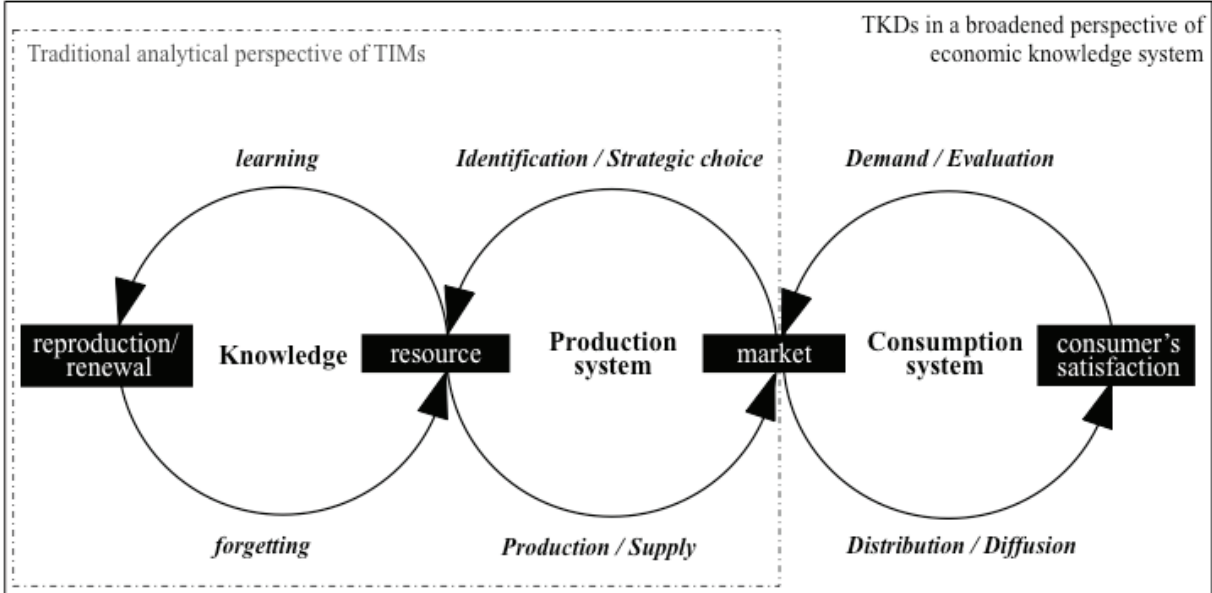 TKDs in a broadened perspective of
economic knowledge system
Traditional analytical perspective of TIMs
learning
Identification / Strategic choice
Demand / Evaluation
reproduction/
renewal
Knowledge
resource
Production
system
market
Consumption
system
consumer's
satisfaction
forgetting
Production / Supply
Distribution / Diffusion